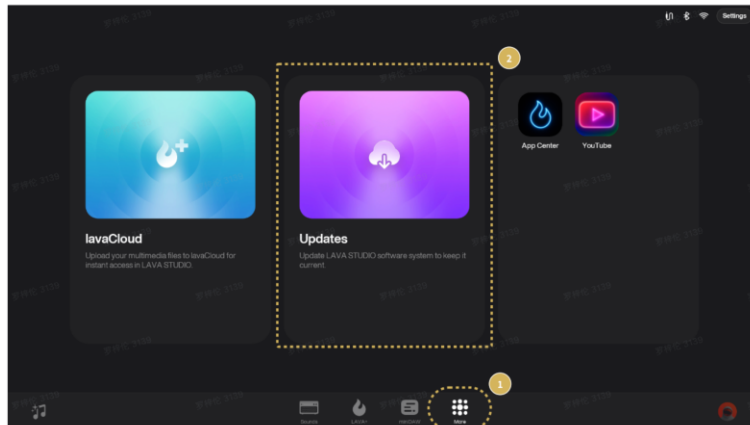 Settings
2
App Center
YouTube
lavaCloud
Upload your multimedia files to lavaCloud for
instant access in LAVA STUDIO.
Updates
Update LAVA STUDIO software system to keep it
current.
1
Source
More